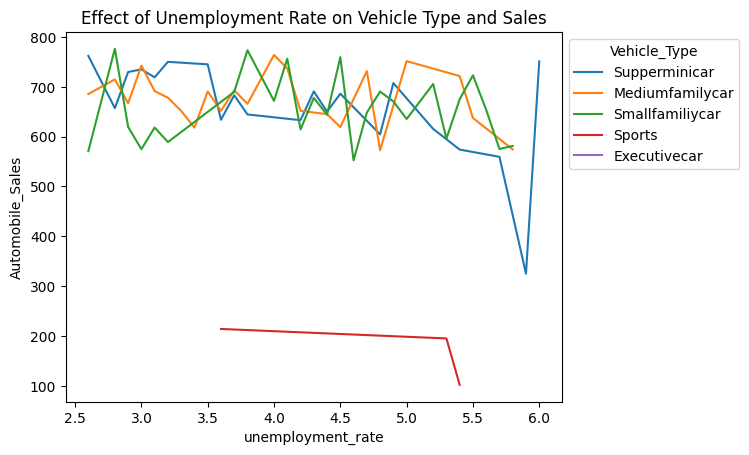 Effect of Unemployment Rate on Vehicle Type and Sales
800
700
600
500
400
300
200
100
Automobile_Sales
2.5 3.0 3.5 4.0 4.5 5.0 5.5 6.0
unemployment_rate
Vehicle_Type
Supperminicar
Mediumfamilycar
Smallfamiliycar
Sports
Executivecar